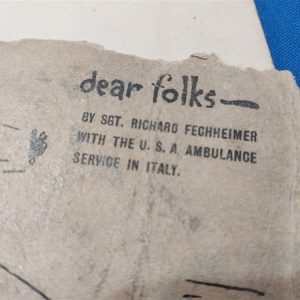 dear folks—
BY SGT. RICHARD FECHHEIMER
WITH THE U. S. A AMBULANCE
SERVICE IN ITALY.